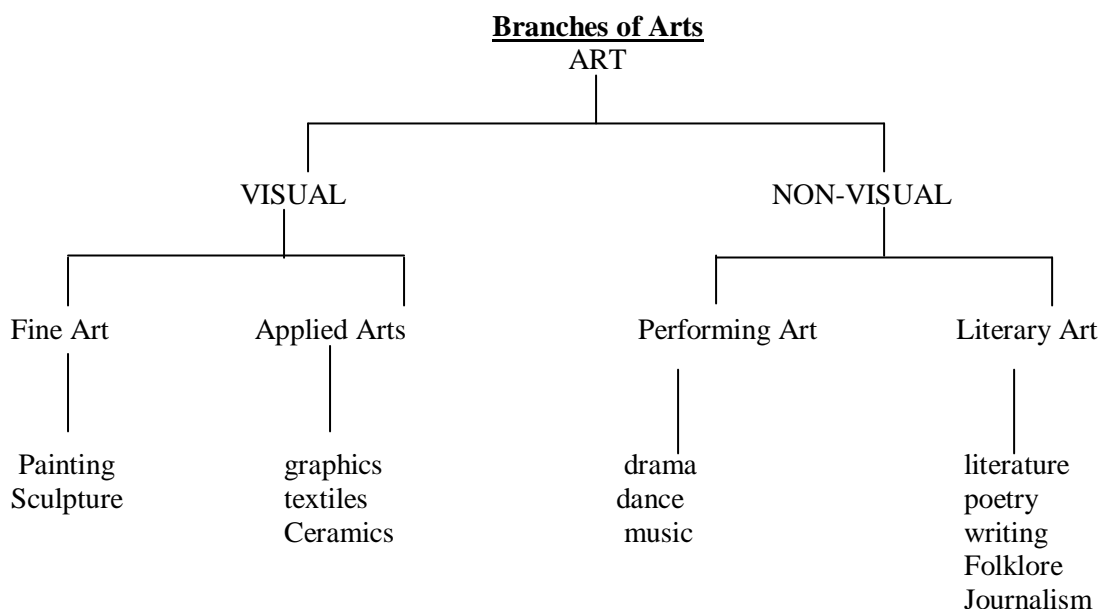 Branches of Arts
ART
VISUAL
NON-VISUAL
Fine Art
Applied Arts
Performing Art
Literary Art
Painting
Sculpture
graphics
textiles
Ceramics
drama
dance
music
literature
poetry
writing
Folklore
Journalism